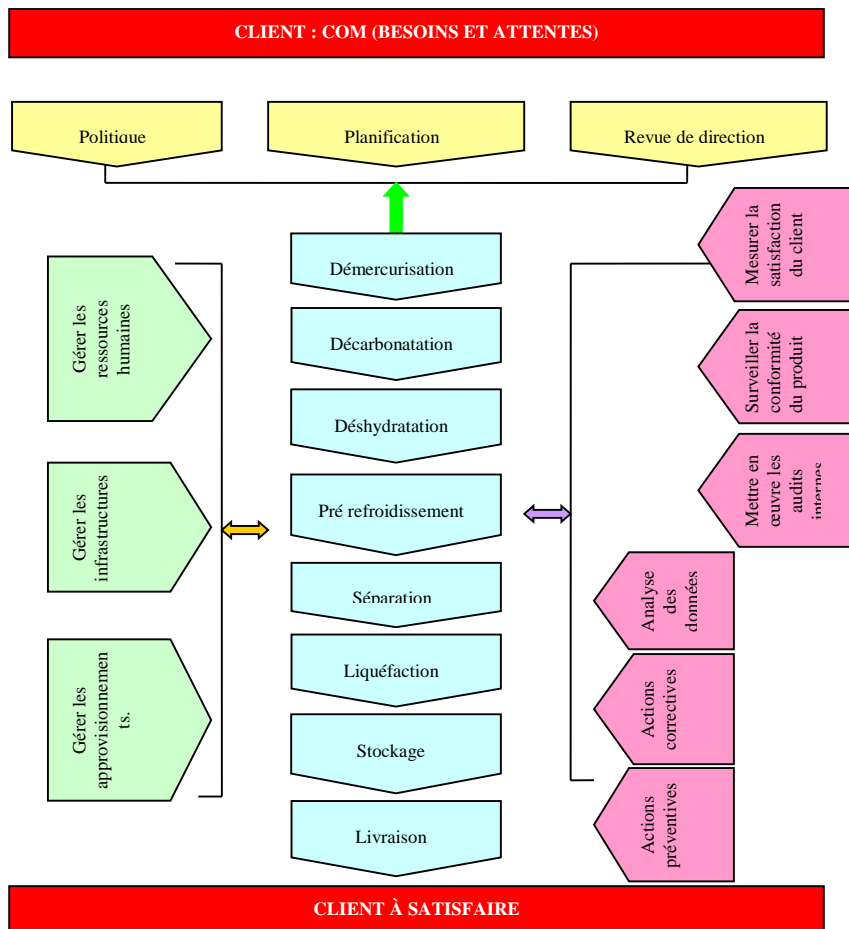 CLIENT : COM (BESOINS ET ATTENTES)
Politique
Planification
Revue de direction
Démercurisation
Décarbonatation
Déshydratation
Pré refroidissement
Séparation
Liquéfaction
Stockage
Livraison
Gérer les
ressources
humaines
Gérer les
infrastructures
Gérer les
approvisionnemen
ts.
Mesurer la
satisfaction
du client
Surveiller la
conformité
du produit
Mettre en
œuvre les
audits
internes
Analyse
des
données
Actions
correctives
Actions
préventives
CLIENT À SATISFAIRE